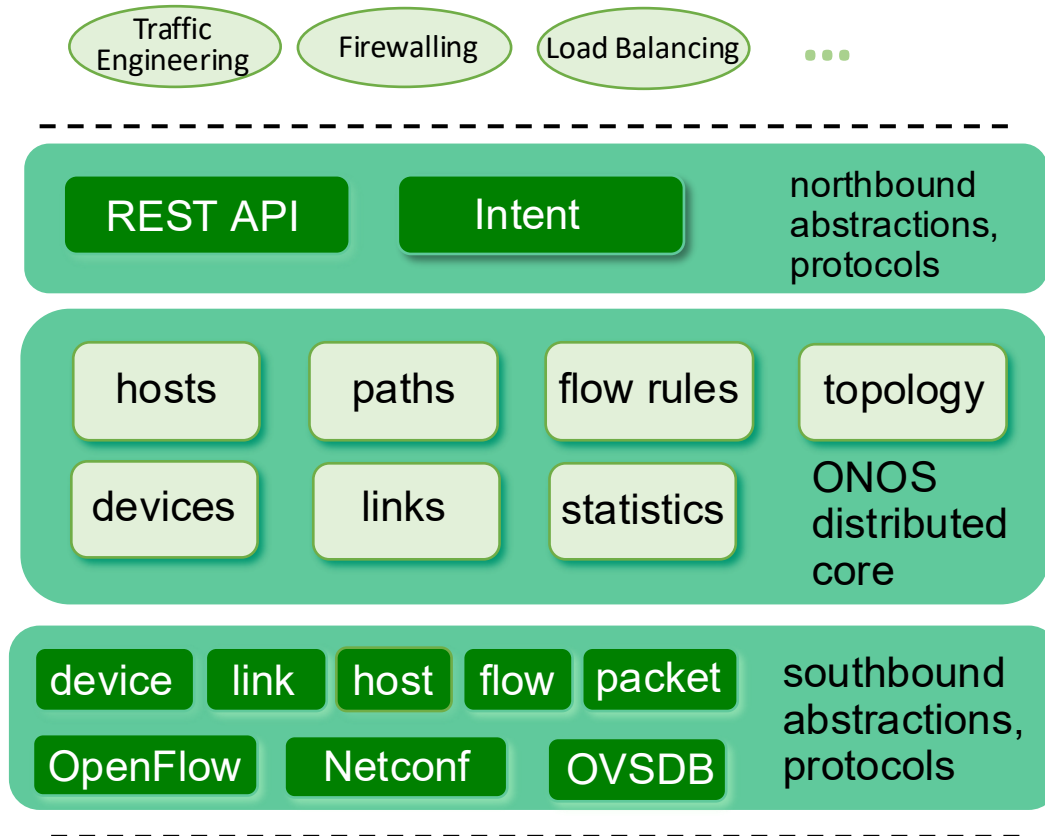 Traffic
Engineering
Firewalling
Load Balancing
...
REST API
Intent
northbound
abstractions,
protocols
hosts
paths
flow rules
topology
devices
links
statistics
ONOS
distributed
core
device
link
host
flow
packet
southbound
abstractions,
protocols
OpenFlow
Netconf
OVSDB